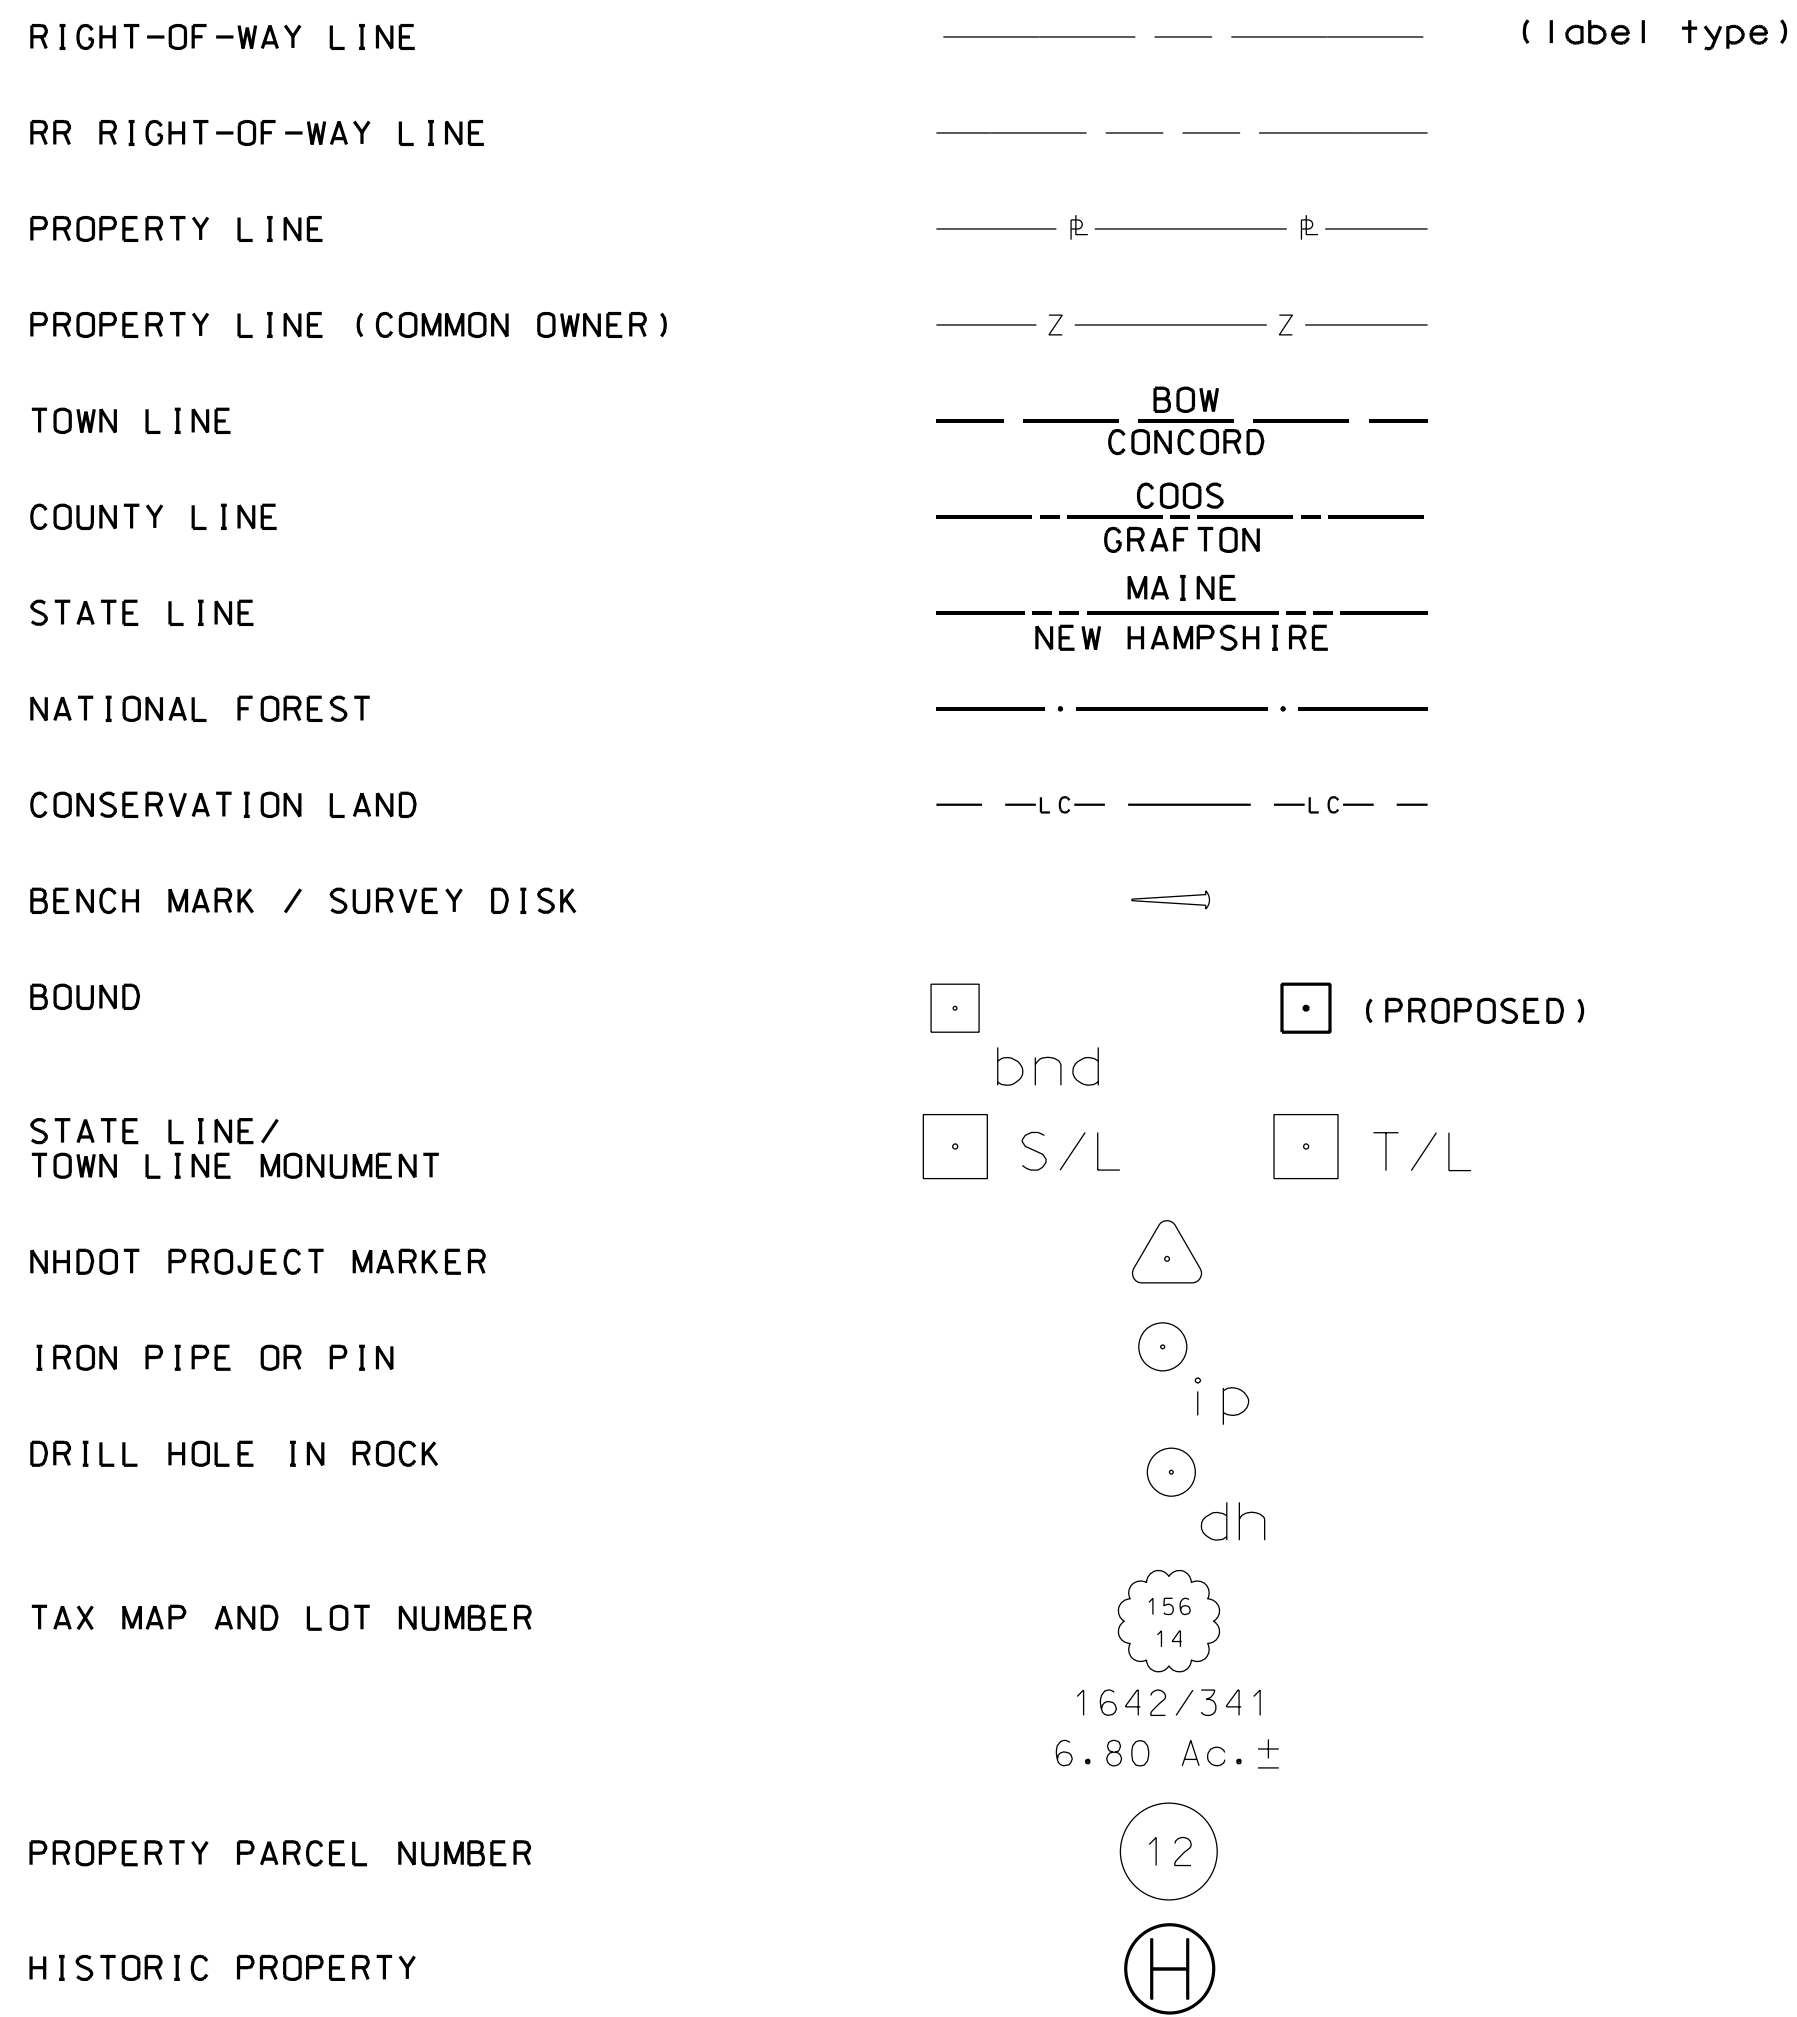 RIGHT-OF-WAY LINE (label type)
RR RIGHT-OF-WAY LINE
PROPERTY LINE ⅊ ⅊
PROPERTY LINE (COMMON OWNER) Z Z
TOWN LINE BOW
CONCORD
COUNTY LINE COOS
GRAFTON
STATE LINE MAINE
NEW HAMPSHIRE
NATIONAL FOREST
CONSERVATION LAND LC LC
BENCH MARK / SURVEY DISK
BOUND (PROPOSED)
bnd
STATE LINE/
TOWN LINE MONUMENT S/L T/L
NHDOT PROJECT MARKER
IRON PIPE OR PIN
ip
DRILL HOLE IN ROCK
dh
TAX MAP AND LOT NUMBER 156
14
1642/341
6.80 Ac.±
PROPERTY PARCEL NUMBER 12
HISTORIC PROPERTY H